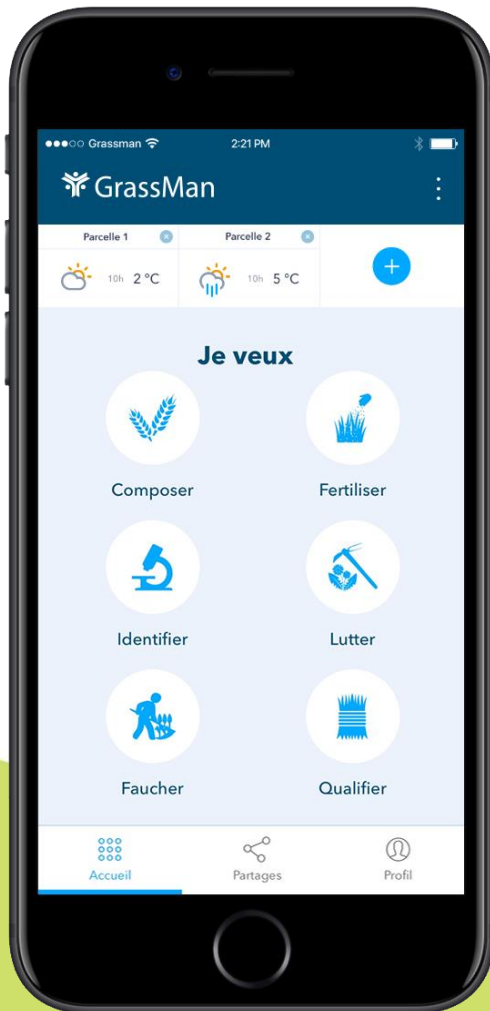 Grassman 2:21 PM
GrassMan
Parcelle 1 Parcelle 2
10h 2 °C 10h 5 °C
Je veux
Composer Fertiliser
Identifier Lutter
Faucher Qualifier
Accueil Partages Profil